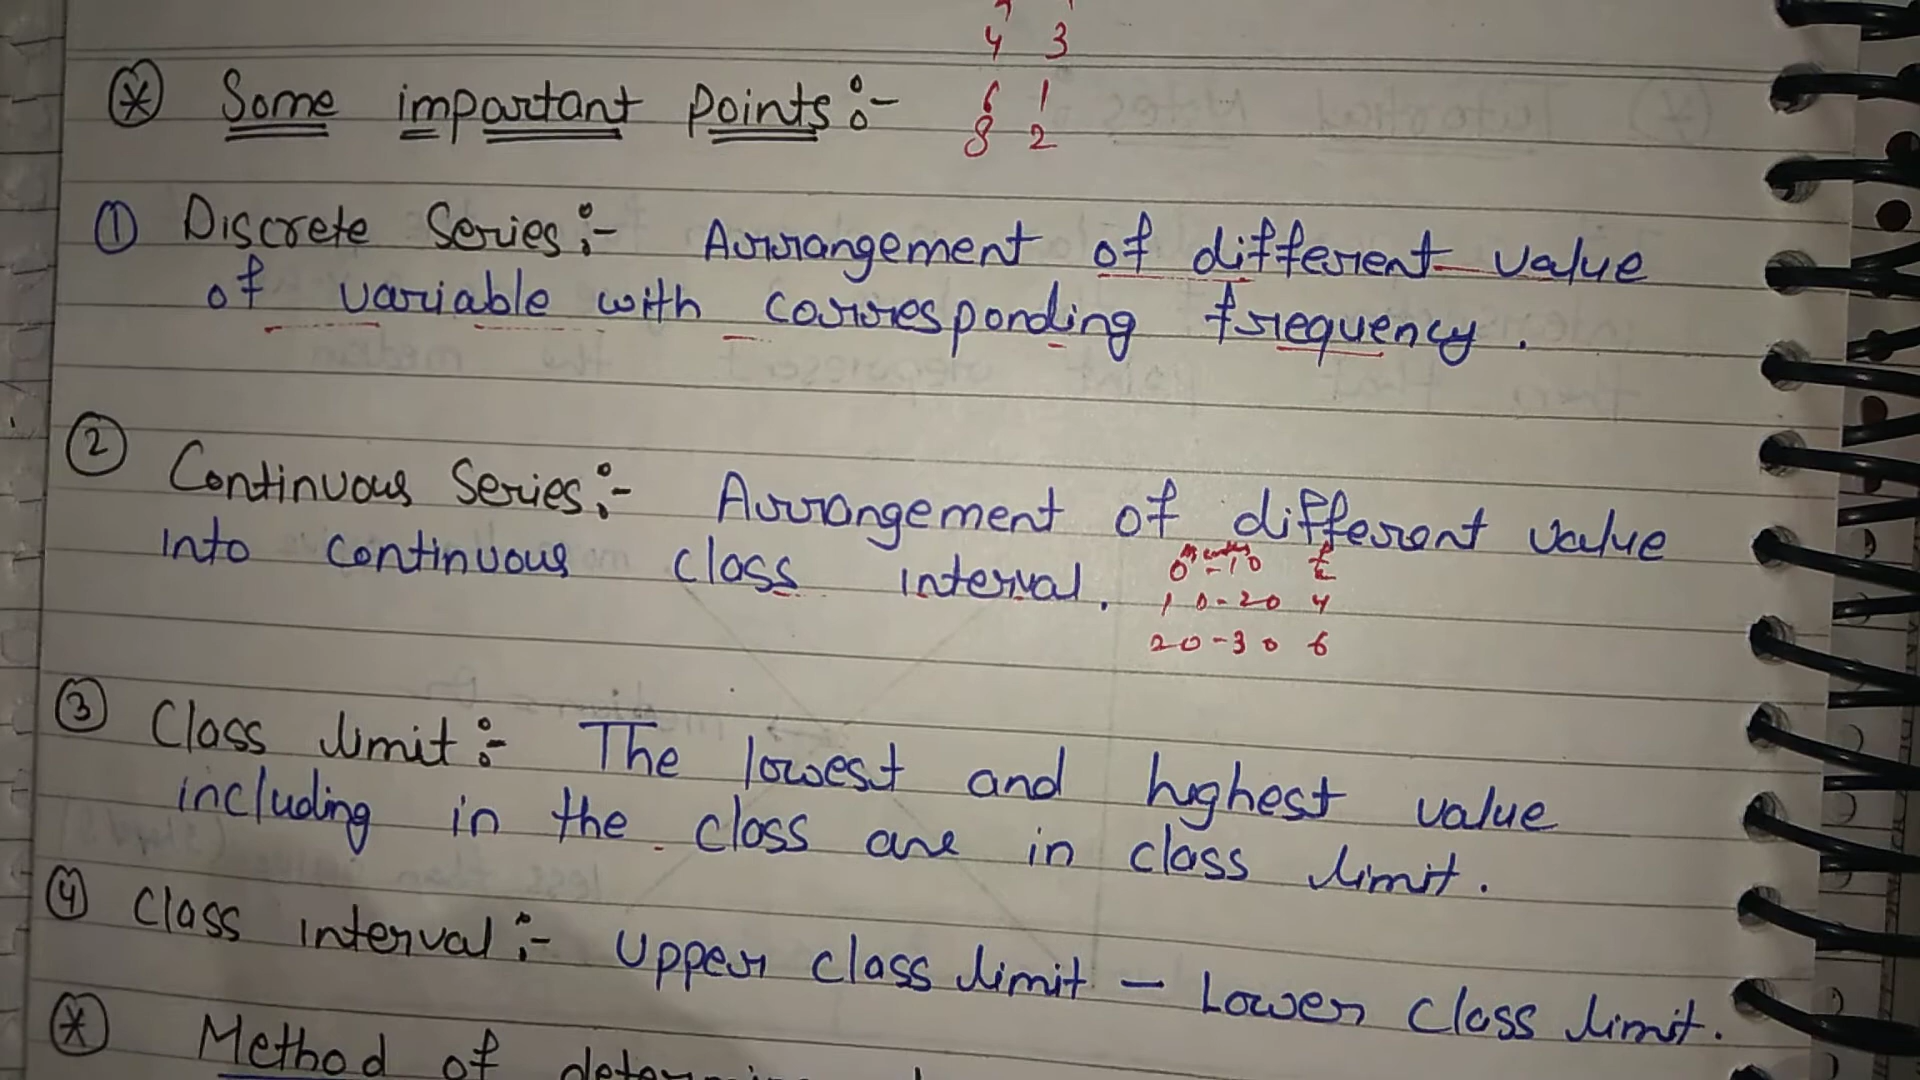 4 3
Some important points:-
6 1
8 2
① Discrete Series:- Arrangement of different value
of variable with corresponding frequency.
② Continuous Series:- Arrangement of different value
into continuous class interval.
0-10
10-20 4
20-30 6
③ Class limit:- The lowest and highest value
including in the class are in class limit.
④ Class interval:- Upper class limit - Lower class limit.
Method of